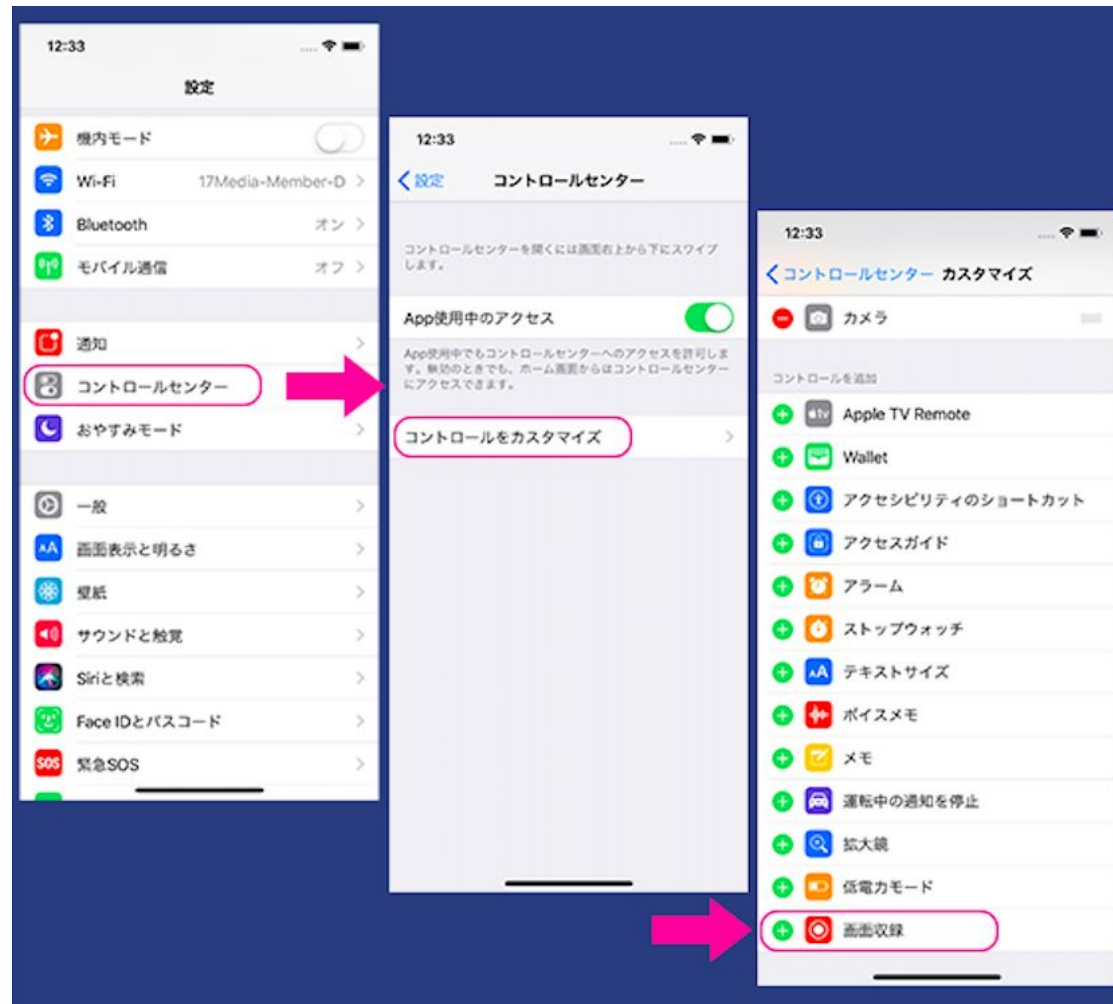 12:33
設定
機内モード
Wi-Fi 17Media-Member-D
Bluetooth オン
モバイル通信 オフ
通知
コントロールセンター
おやすみモード
一般
AA 画面表示と明るさ
壁紙
サウンドと触覚
Siriと検索
Face IDとパスコード
SOS 緊急SOS
12:33
設定 コントロールセンター
コントロールセンターを開くには画面右上から下にスワイプ
します。
App使用中のアクセス
App使用中でもコントロールセンターへのアクセスを許可しま
す。無効のときでも、ホーム画面からはコントロールセンター
にアクセスできます。
コントロールをカスタマイズ
12:33
コントロールセンター カスタマイズ
カメラ
コントロールを追加
tv Apple TV Remote
Wallet
アクセシビリティのショートカット
アクセスガイド
アラーム
ストップウォッチ
AA テキストサイズ
ボイスメモ
メモ
運転中の通知を停止
拡大鏡
低電力モード
画面収録